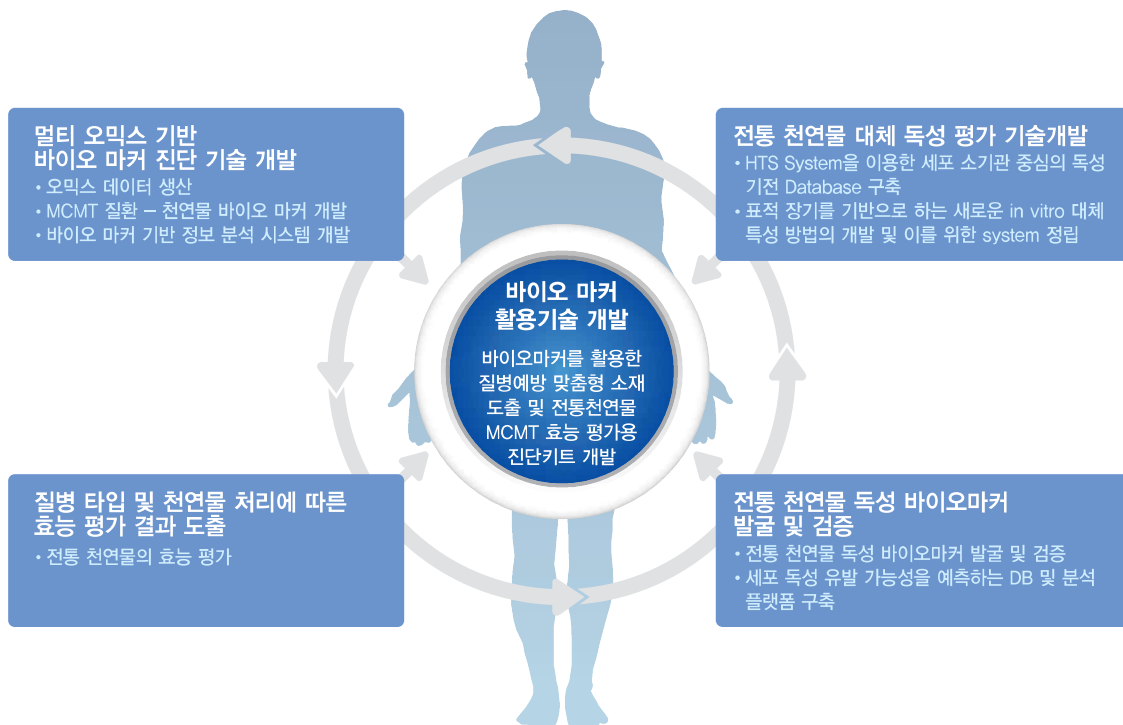 멀티 오믹스 기반
바이오 마커 진단 기술 개발
• 오믹스 데이터 생산
• MCMT 질환 – 천연물 바이오 마커 개발
• 바이오 마커 기반 정보 분석 시스템 개발
전통 천연물 대체 독성 평가 기술개발
• HTS System을 이용한 세포 소기관 중심의 독성
기전 Database 구축
• 표적 장기를 기반으로 하는 새로운 in vitro 대체
특성 방법의 개발 및 이를 위한 system 정립
바이오 마커
활용기술 개발
바이오마커를 활용한
질병예방 맞춤형 소재
도출 및 전통천연물
MCMT 효능 평가용
진단키트 개발
질병 타입 및 천연물 처리에 따른
효능 평가 결과 도출
• 전통 천연물의 효능 평가
전통 천연물 독성 바이오마커
발굴 및 검증
• 전통 천연물 독성 바이오마커 발굴 및 검증
• 세포 독성 유발 가능성을 예측하는 DB 및 분석
플랫폼 구축